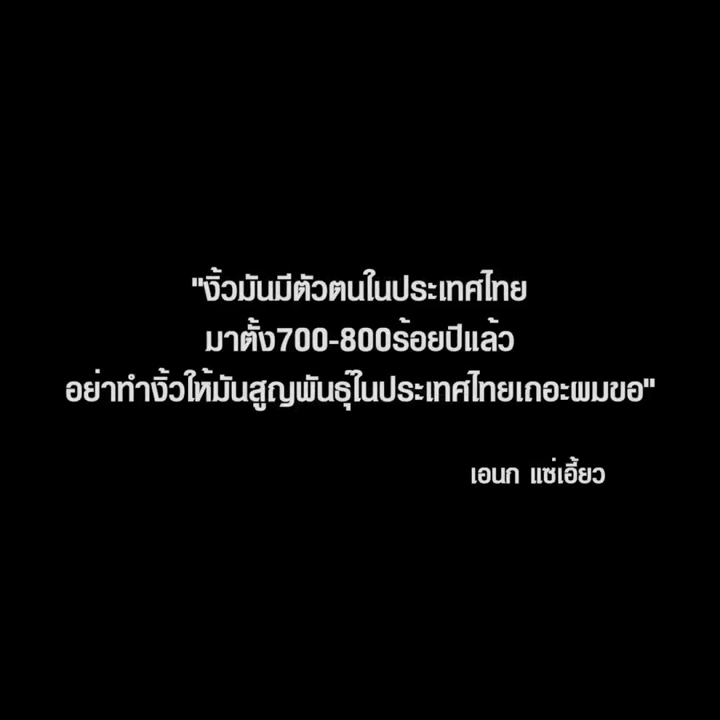 "งิ้วมันมีตัวตนในประเทศไทย
มาตั้ง700-800ร้อยปีแล้ว
อย่าทำงิ้วให้มันสูญพันธุ์ในประเทศไทยเถอะผมขอ"
เอนก แซ่เอี้ยว